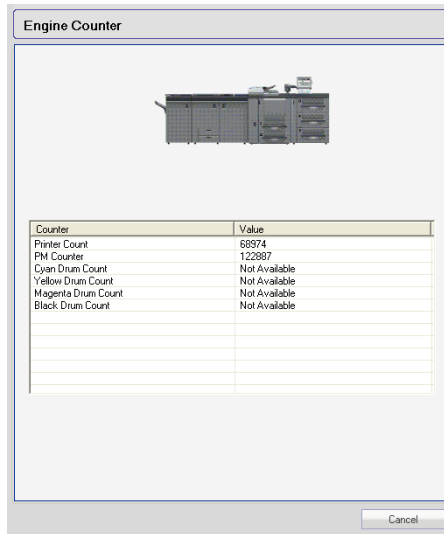 Engine Counter
Counter Value
Printer Count 68974
PM Counter 122887
Cyan Drum Count Not Available
Yellow Drum Count Not Available
Magenta Drum Count Not Available
Black Drum Count Not Available
Cancel